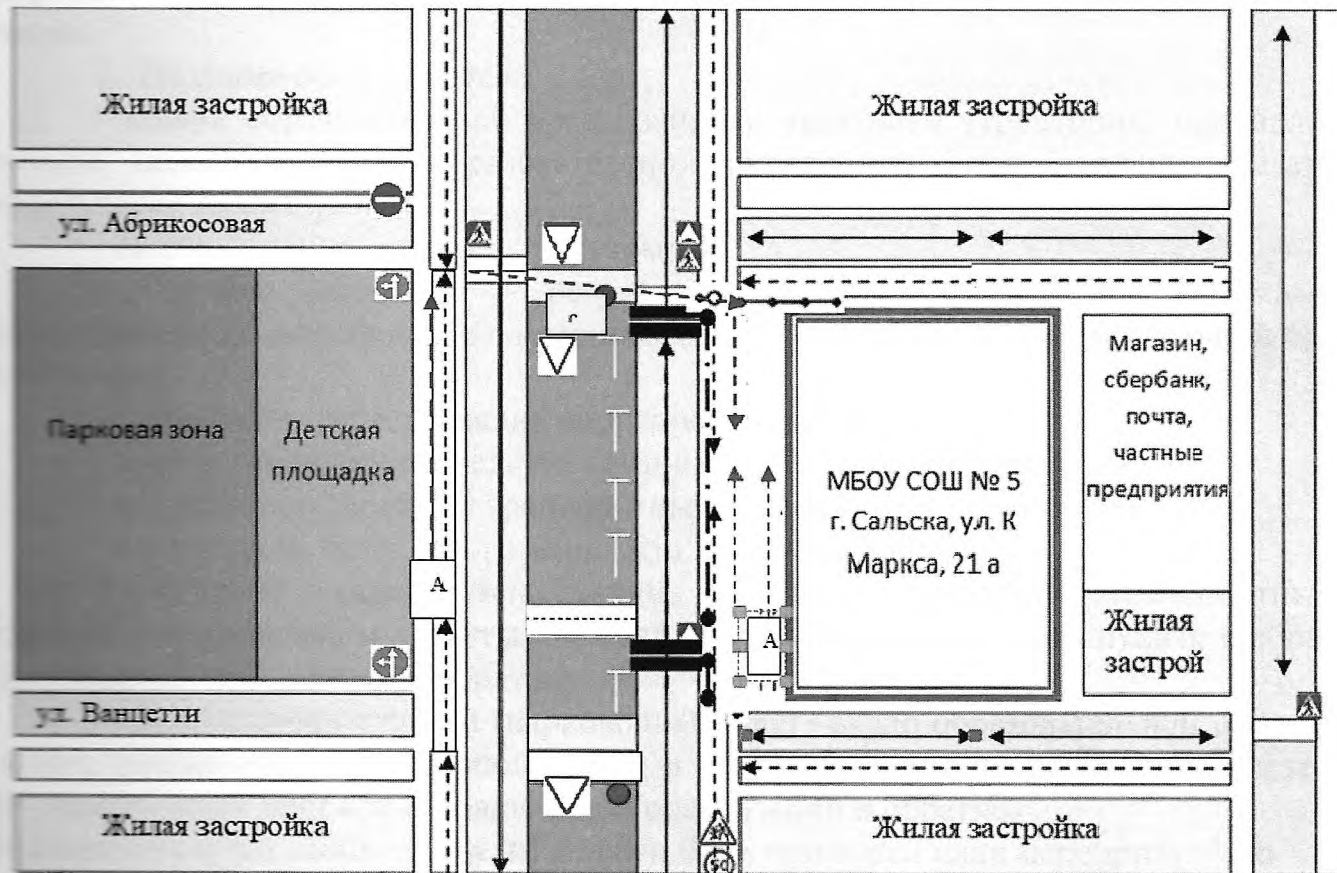 Жилая застройка
Жилая застройка
ул. Абрикосовая
Парковая зона
Детская
площадка
Магазин,
сбербанк,
почта,
частные
предприятия
МБОУ СОШ № 5
г. Сальска, ул. К
Маркса, 21 а
А
А
Жилая
застрой
ул. Ванцетти
Жилая застройка
Жилая застройка
50